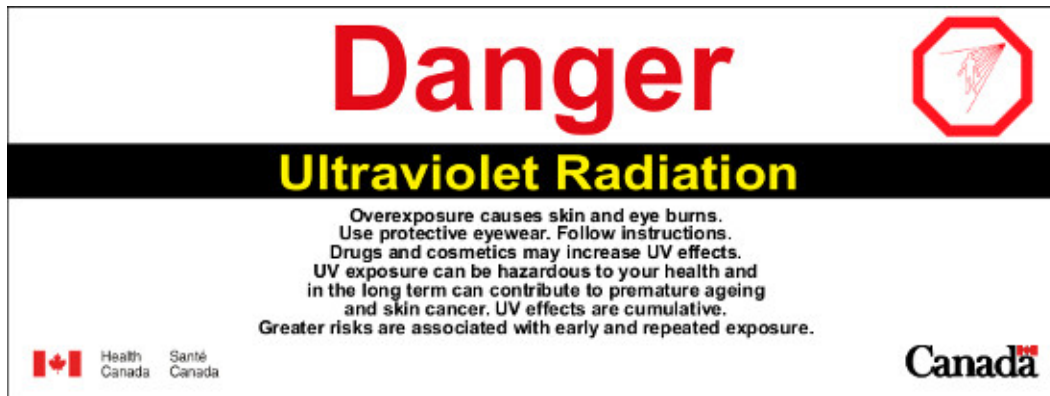 Danger
Ultraviolet Radiation
Overexposure causes skin and eye burns.
Use protective eyewear. Follow instructions.
Drugs and cosmetics may increase UV effects.
UV exposure can be hazardous to your health and
in the long term can contribute to premature ageing
and skin cancer. UV effects are cumulative.
Greater risks are associated with early and repeated exposure.
Health Santé
Canada Canada
Canada